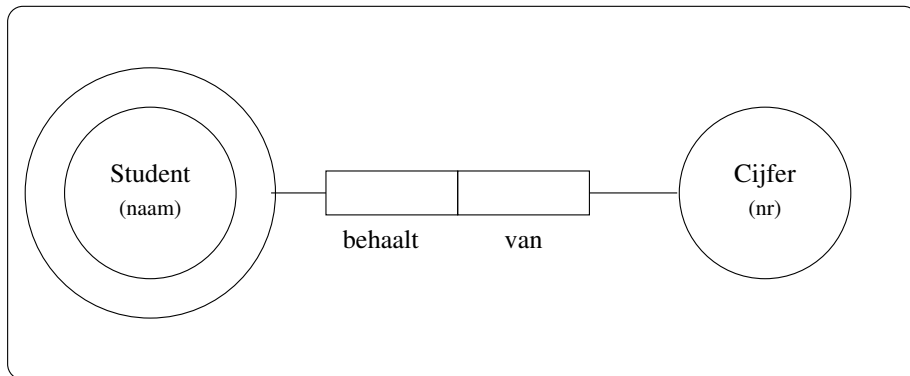 Student
(naam)
behaalt
van
Cijfer
(nr)